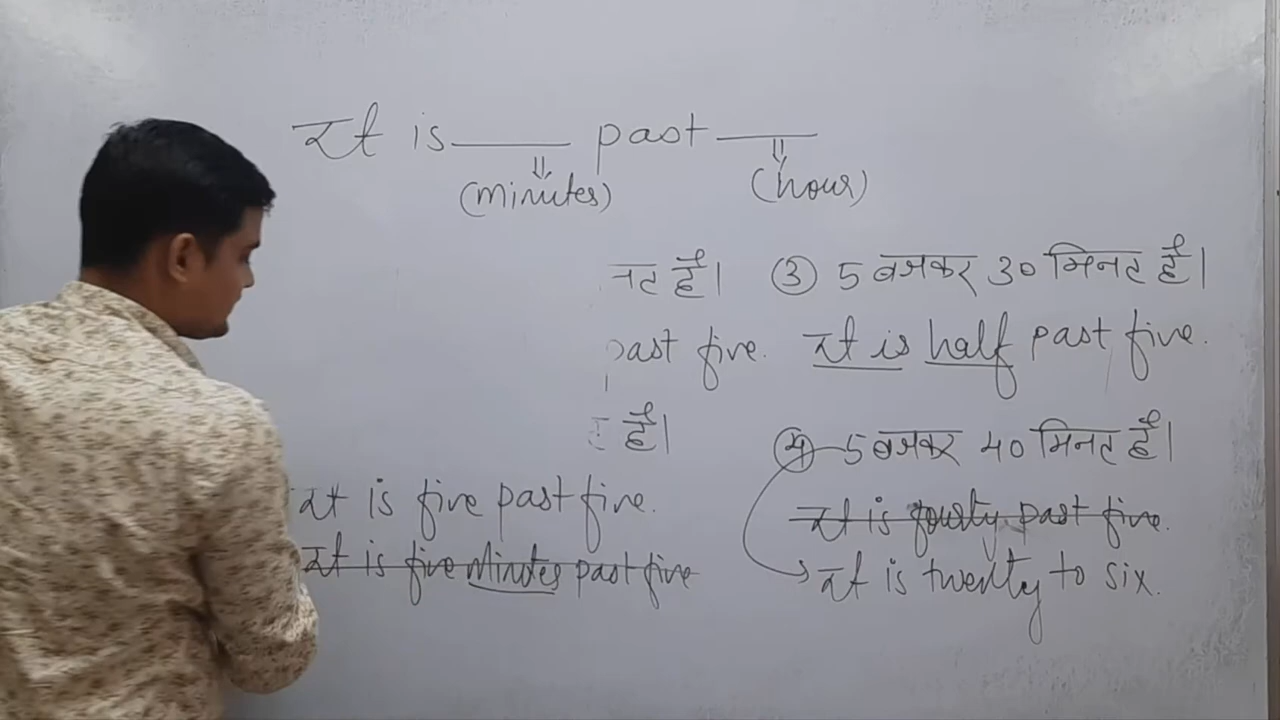 It is ____ past ____
(minutes) (hour)
है।
past five.
है।
It is five past five.
It is five minutes past five
③ 5 बजकर 30 मिनट है।
It is half past five.
④ 5 बजकर 40 मिनट है।
It is fourty past five.
It is twenty to six.